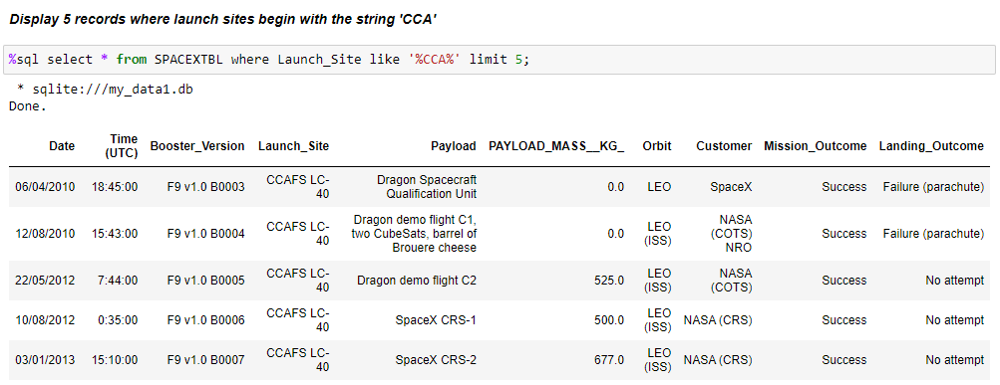 Display 5 records where launch sites begin with the string 'CCA'
%sql select * from SPACEXTBL where Launch_Site like '%CCA%' limit 5;
* sqlite:///my_data1.db
Done.
Date Time (UTC) Booster_Version Launch_Site Payload PAYLOAD_MASS__KG_ Orbit Customer Mission_Outcome Landing_Outcome
06/04/2010 18:45:00 F9 v1.0 B0003 CCAFS LC-40 Dragon Spacecraft Qualification Unit 0.0 LEO SpaceX Success Failure (parachute)
12/08/2010 15:43:00 F9 v1.0 B0004 CCAFS LC-40 Dragon demo flight C1, two CubeSats, barrel of Brouere cheese 0.0 LEO (ISS) NASA (COTS) NRO Success Failure (parachute)
22/05/2012 7:44:00 F9 v1.0 B0005 CCAFS LC-40 Dragon demo flight C2 525.0 LEO (ISS) NASA (COTS) Success No attempt
10/08/2012 0:35:00 F9 v1.0 B0006 CCAFS LC-40 SpaceX CRS-1 500.0 LEO (ISS) NASA (CRS) Success No attempt
03/01/2013 15:10:00 F9 v1.0 B0007 CCAFS LC-40 SpaceX CRS-2 677.0 LEO (ISS) NASA (CRS) Success No attempt